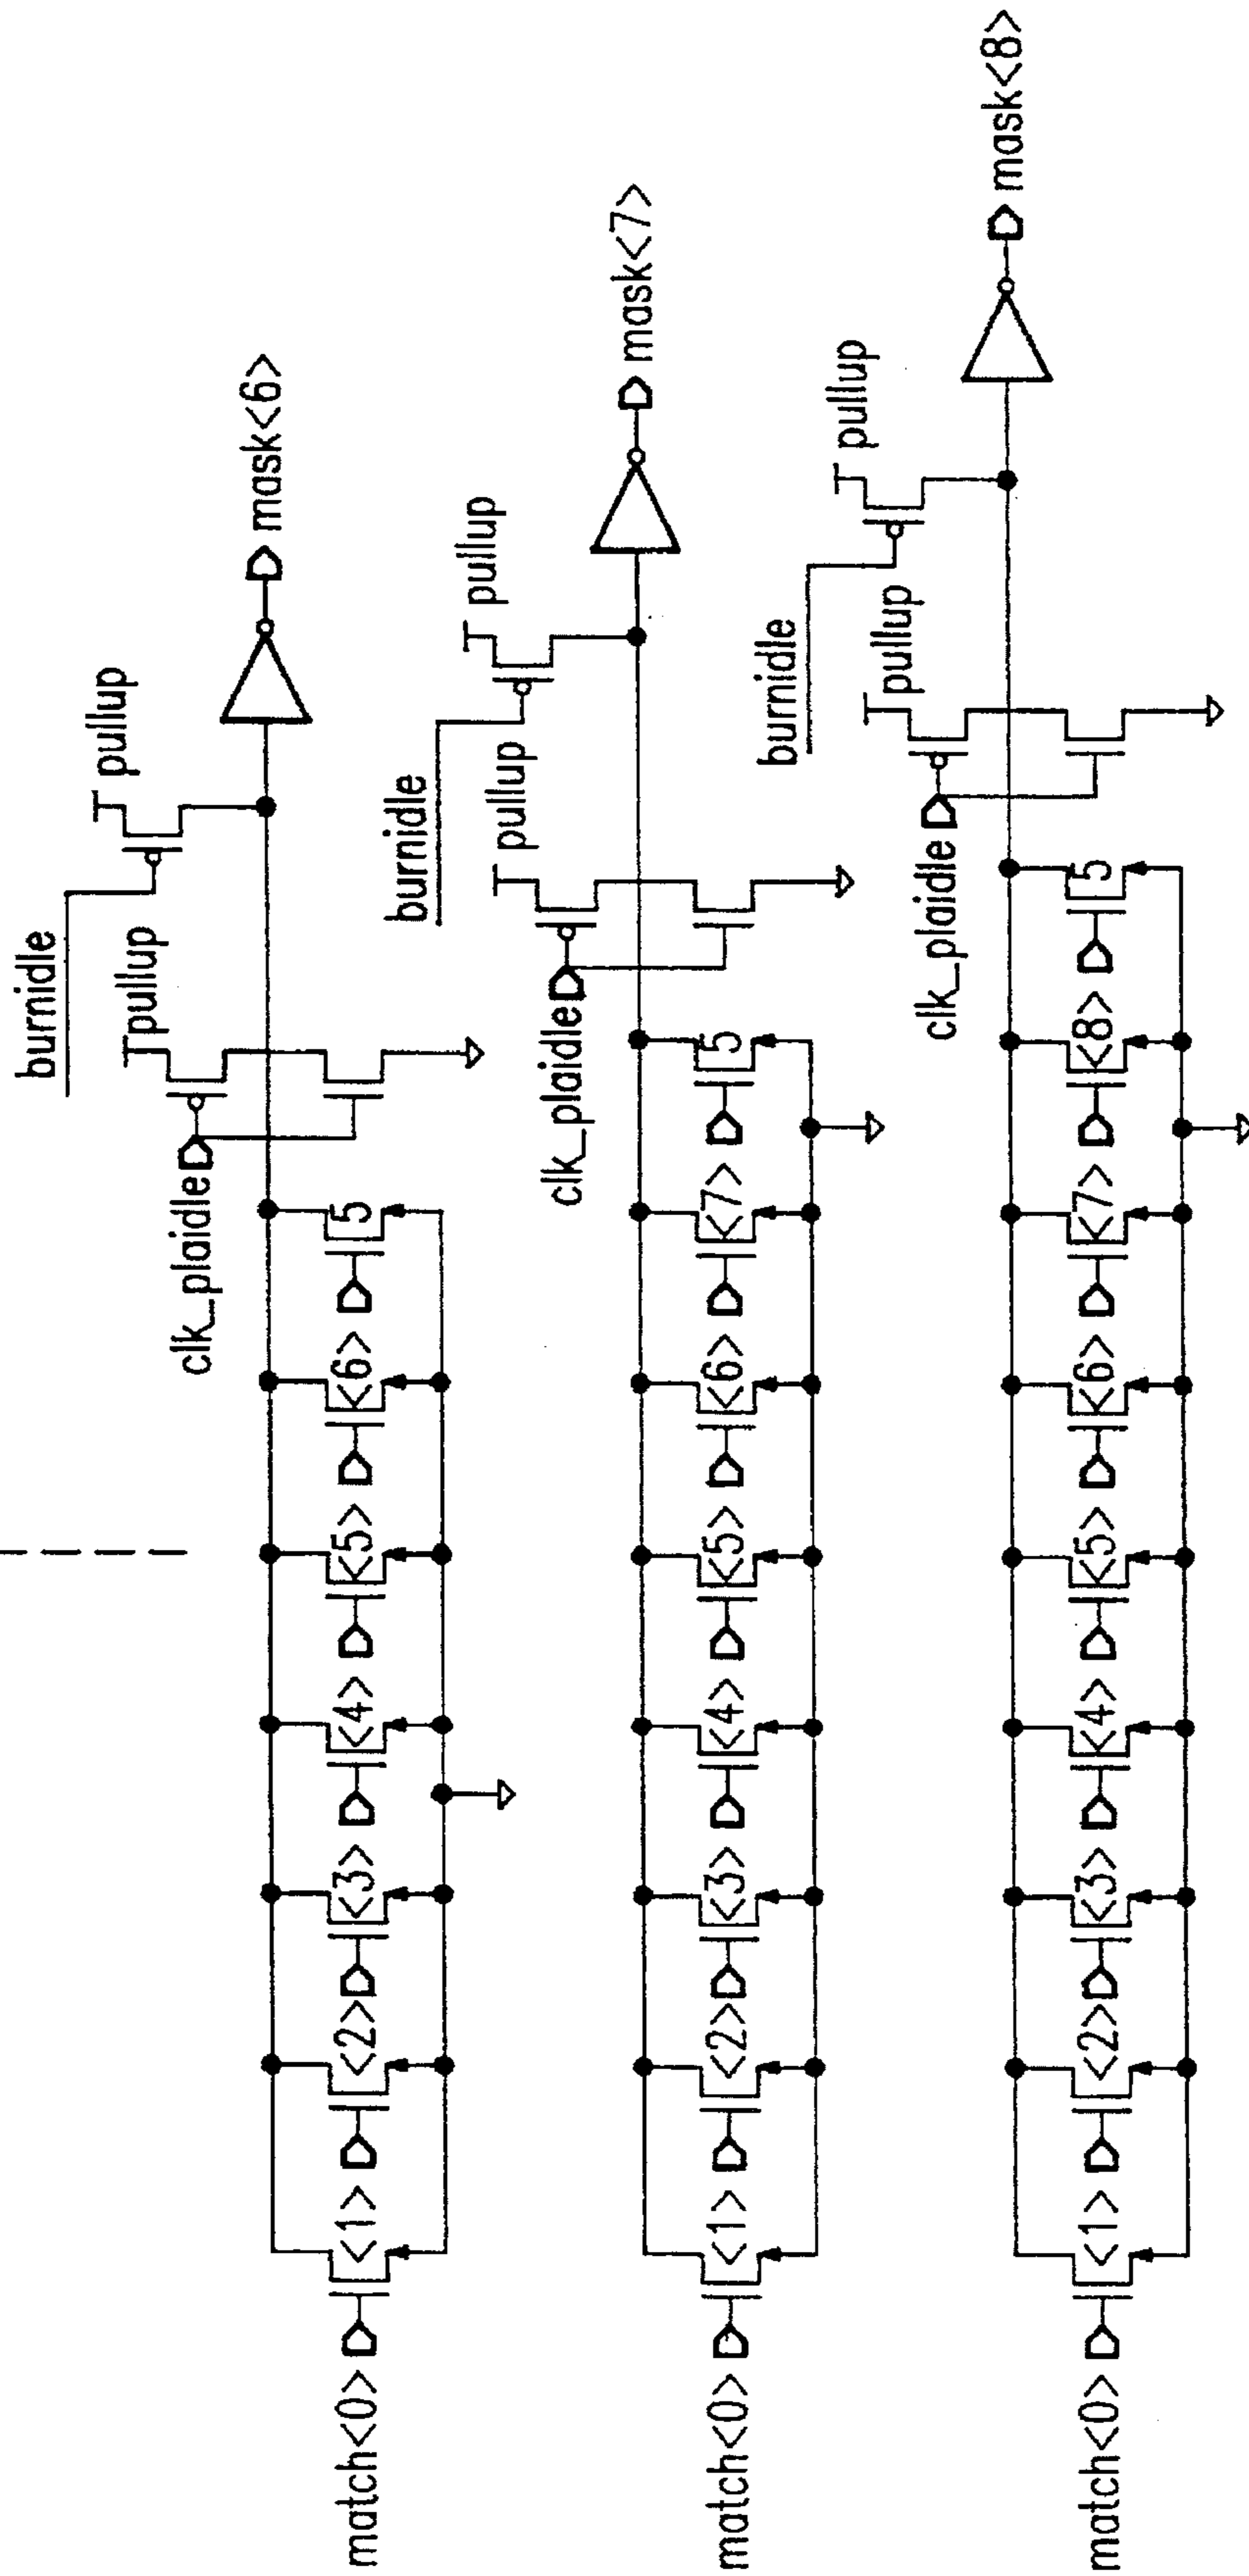 burnidle
pullup
pullup
clk_plaidle
mask<6>
match<0> <1> <2> <3> <4> <5> <6> 5
burnidle
pullup
pullup
clk_plaidle
mask<7>
match<0> <1> <2> <3> <4> <5> <6> <7> 5
burnidle
pullup
pullup
clk_plaidle
mask<8>
match<0> <1> <2> <3> <4> <5> <6> <7> <8> 5